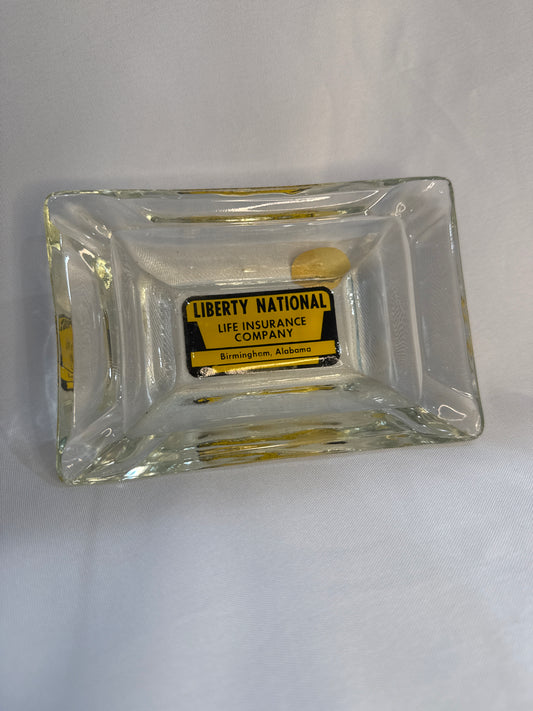 LIBERTY NATIONAL
LIFE INSURANCE
COMPANY
Birmingham, Alabama